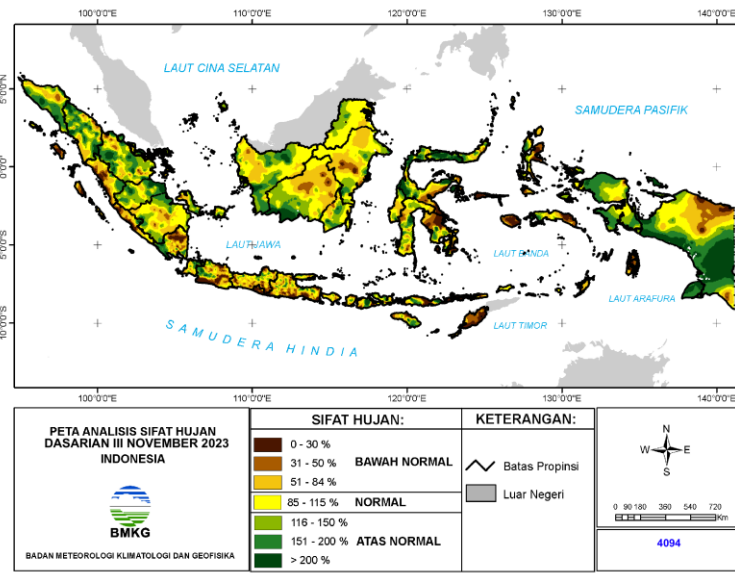 100°0'0"E 110°0'0"E 120°0'0"E 130°0'0"E 140°0'0"E
LAUT CINA SELATAN
5°0'0"N
SAMUDERA PASIFIK
0°0'0"
LAUT JAWA
5°0'0"S
LAUT BANDA
LAUT ARAFURA
10°0'0"S
SAMUDERA HINDIA
LAUT TIMOR
100°0'0"E 110°0'0"E 120°0'0"E 130°0'0"E 140°0'0"E
PETA ANALISIS SIFAT HUJAN
DASARIAN III NOVEMBER 2023
INDONESIA
BMKG
BADAN METEOROLOGI KLIMATOLOGI DAN GEOFISIKA
SIFAT HUJAN:
0 - 30 %
31 - 50 % BAWAH NORMAL
51 - 84 %
85 - 115 % NORMAL
116 - 150 %
151 - 200 % ATAS NORMAL
> 200 %
KETERANGAN:
Batas Propinsi
Luar Negeri
N
W E
S
0 90 180 360 540 720
Km
4094